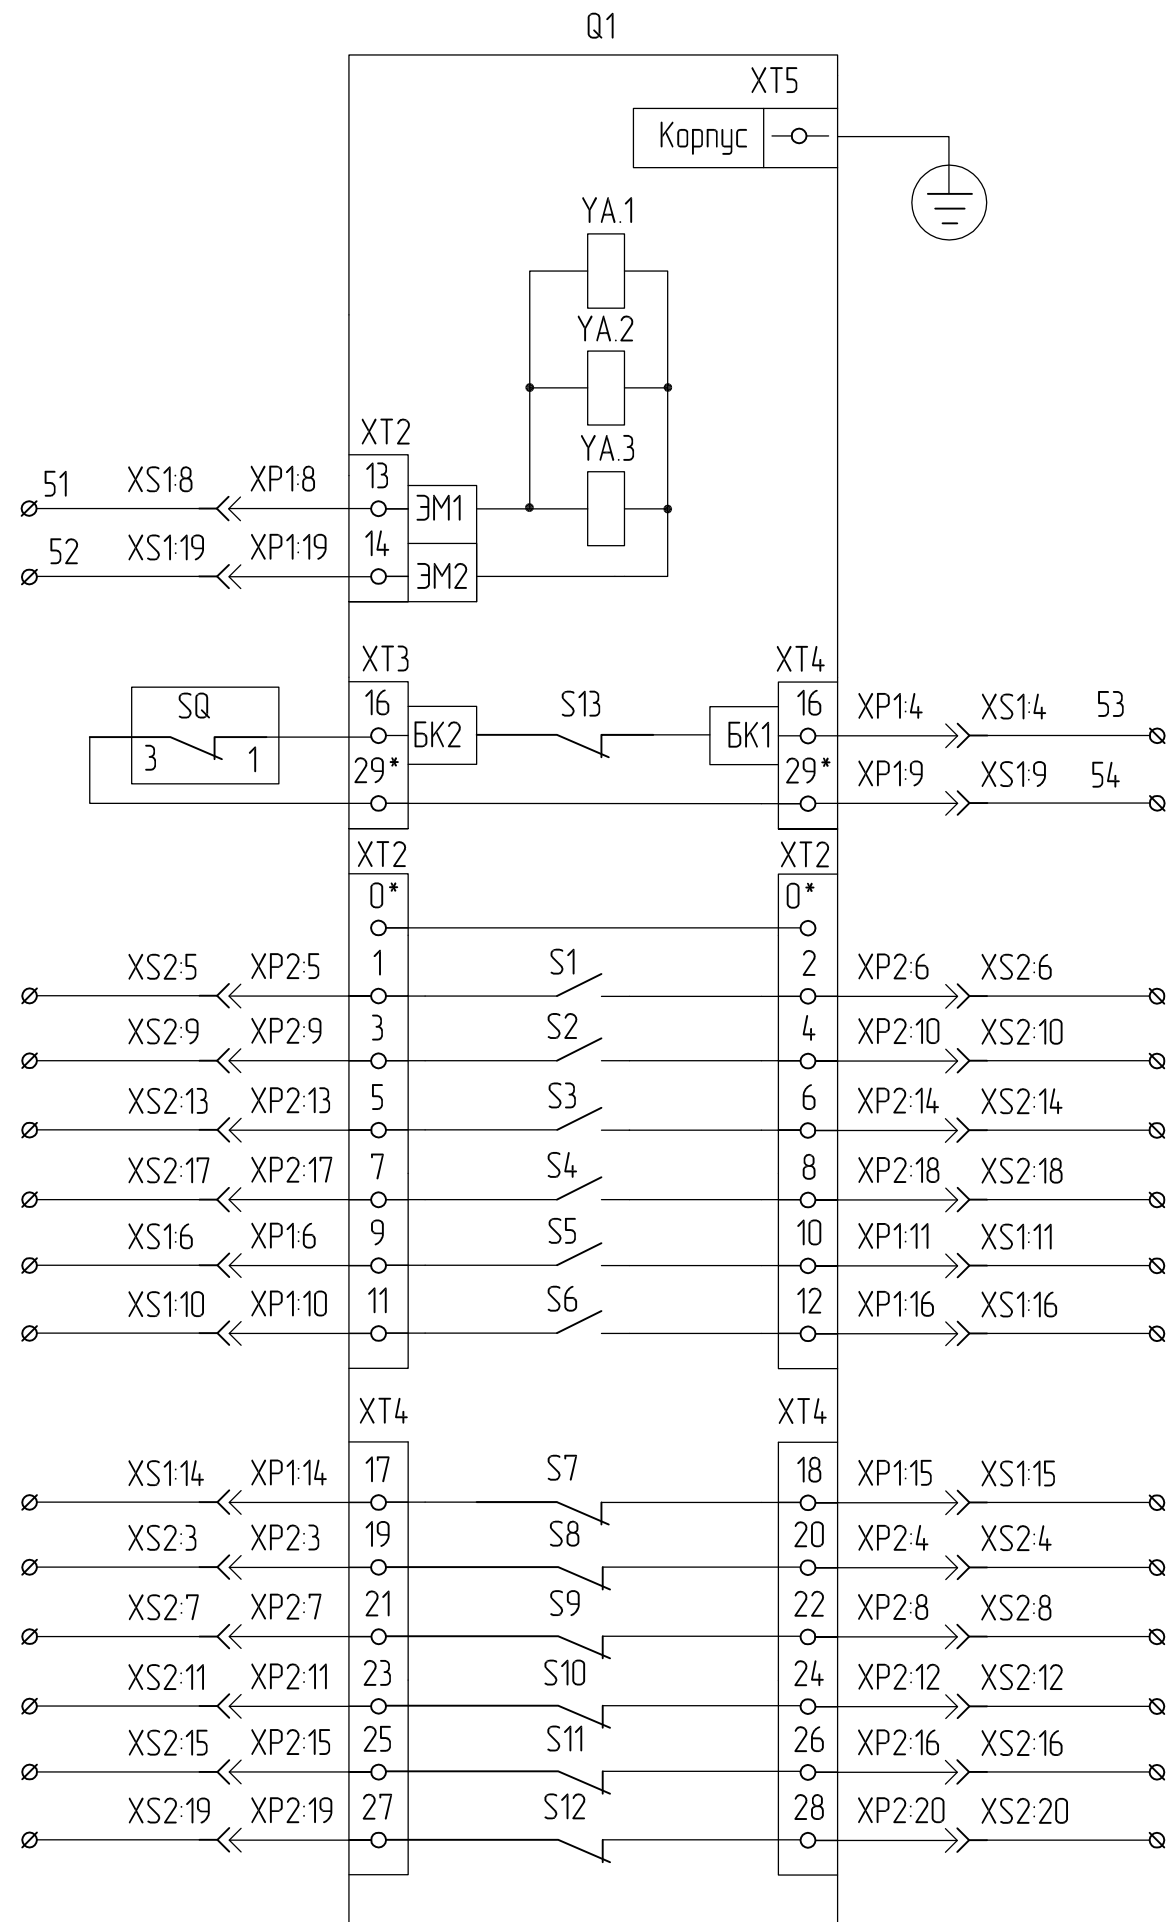 Q1
XT5
Корпус
YA.1
YA.2
XT2
YA.3
51 XS1:8 XP1:8 13 ЭМ1
52 XS1:19 XP1:19 14 ЭМ2
XT3 XT4
SQ 16 S13 16 XP1:4 XS1:4 53
3 1 БК2 БК1
29* 29* XP1:9 XS1:9 54
XT2 XT2
0* 0*
XS2:5 XP2:5 1 S1 2 XP2:6 XS2:6
XS2:9 XP2:9 3 S2 4 XP2:10 XS2:10
XS2:13 XP2:13 5 S3 6 XP2:14 XS2:14
XS2:17 XP2:17 7 S4 8 XP2:18 XS2:18
XS1:6 XP1:6 9 S5 10 XP1:11 XS1:11
XS1:10 XP1:10 11 S6 12 XP1:16 XS1:16
XT4 XT4
XS1:14 XP1:14 17 S7 18 XP1:15 XS1:15
XS2:3 XP2:3 19 S8 20 XP2:4 XS2:4
XS2:7 XP2:7 21 S9 22 XP2:8 XS2:8
XS2:11 XP2:11 23 S10 24 XP2:12 XS2:12
XS2:15 XP2:15 25 S11 26 XP2:16 XS2:16
XS2:19 XP2:19 27 S12 28 XP2:20 XS2:20